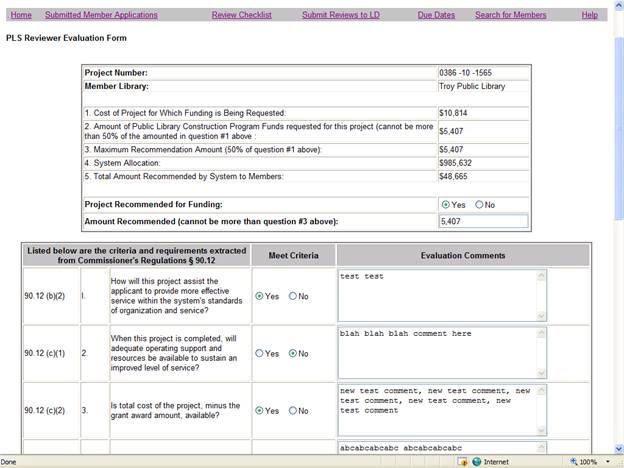 Home Submitted Member Applications Review Checklist Submit Reviews to LD Due Dates Search for Members Help
PLS Reviewer Evaluation Form
Project Number: 0386 -10 -1565
Member Library: Troy Public Library
1. Cost of Project for Which Funding is Being Requested: $10,814
2. Amount of Public Library Construction Program Funds requested for this project (cannot be more
than 50% of the amounted in question #1 above : $5,407
3. Maximum Recommendation Amount (50% of question #1 above): $5,407
4. System Allocation: $985,632
5. Total Amount Recommended by System to Members: $48,665
Project Recommended for Funding: Yes No
Amount Recommended (cannot be more than question #3 above): 5,407
Listed below are the criteria and requirements extracted
from Commissioner's Regulations § 90.12
Meet Criteria
Evaluation Comments
90.12 (b)(2)
I.
How will this project assist the
applicant to provide more effective
service within the system's standards
of organization and service?
Yes No
test test
90.12 (c)(1)
2.
When this project is completed, will
adequate operating support and
resources be available to sustain an
improved level of service?
Yes No
blah blah blah comment here
90.12 (c)(2)
3.
Is total cost of the project, minus the
grant award amount, available?
Yes No
new test comment, new test comment, new
test comment, new test comment, new
test comment
abcabcabcabc abcabcabcabc
Done Internet 100%